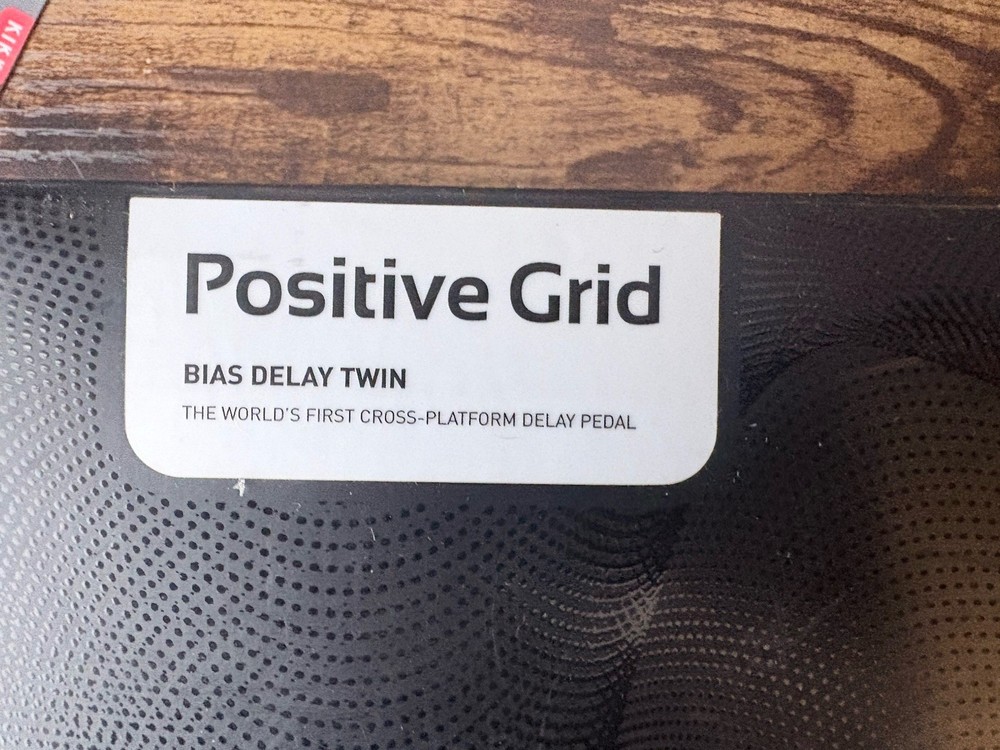 Positive Grid
BIAS DELAY TWIN
THE WORLD'S FIRST CROSS-PLATFORM DELAY PEDAL